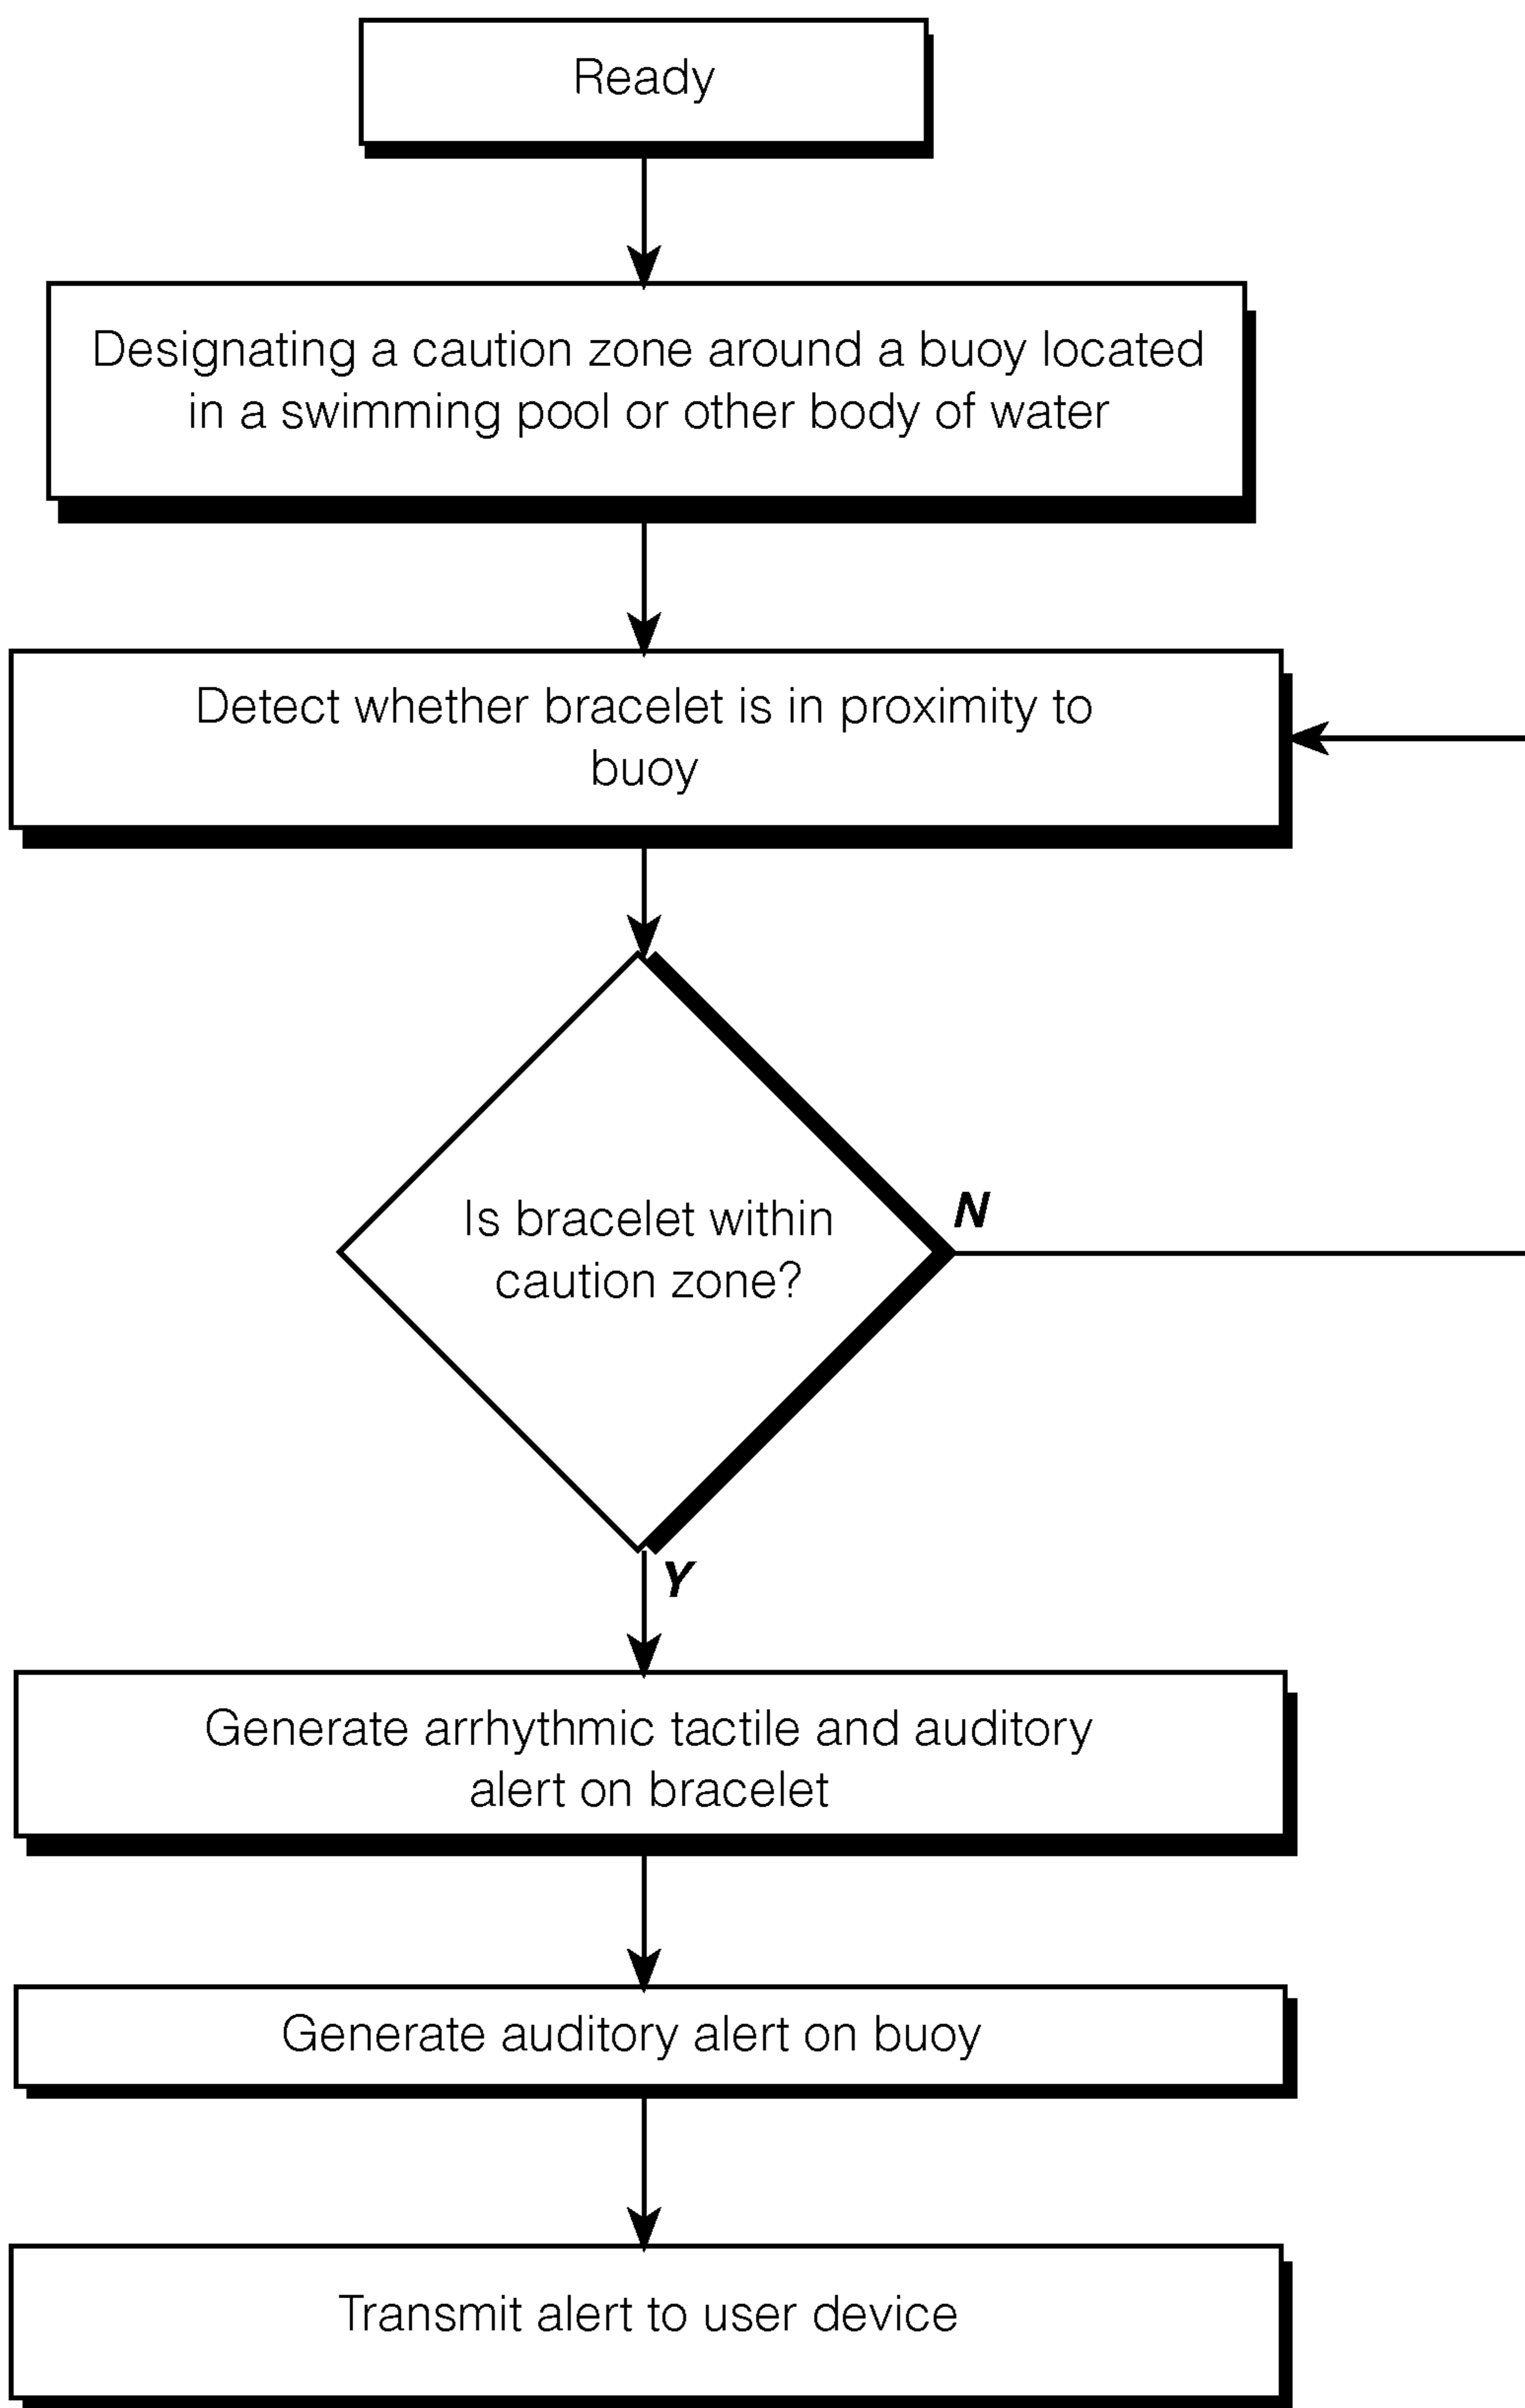 Ready
Designating a caution zone around a buoy located
in a swimming pool or other body of water
Detect whether bracelet is in proximity to
buoy
Is bracelet within
caution zone?
N
Y
Generate arrhythmic tactile and auditory
alert on bracelet
Generate auditory alert on buoy
Transmit alert to user device